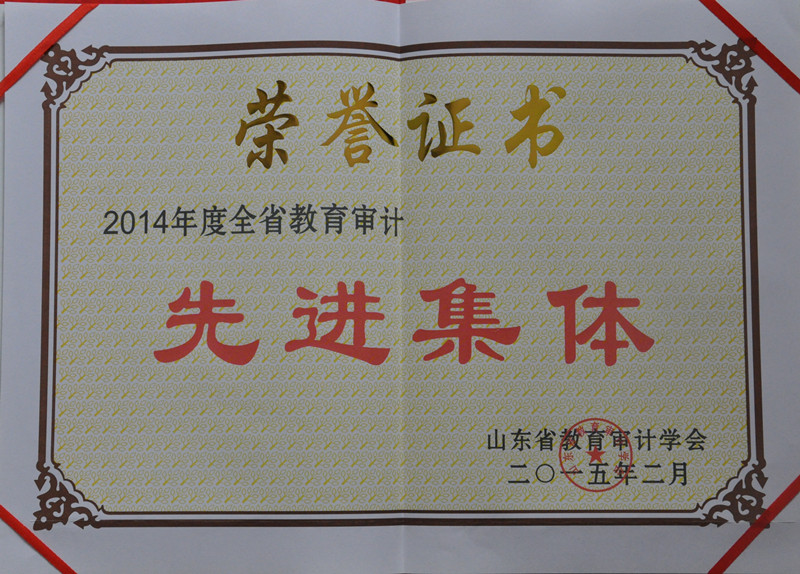 荣誉证书
2014年度全省教育审计
先进集体
山东省教育审计学会
二〇一五年二月